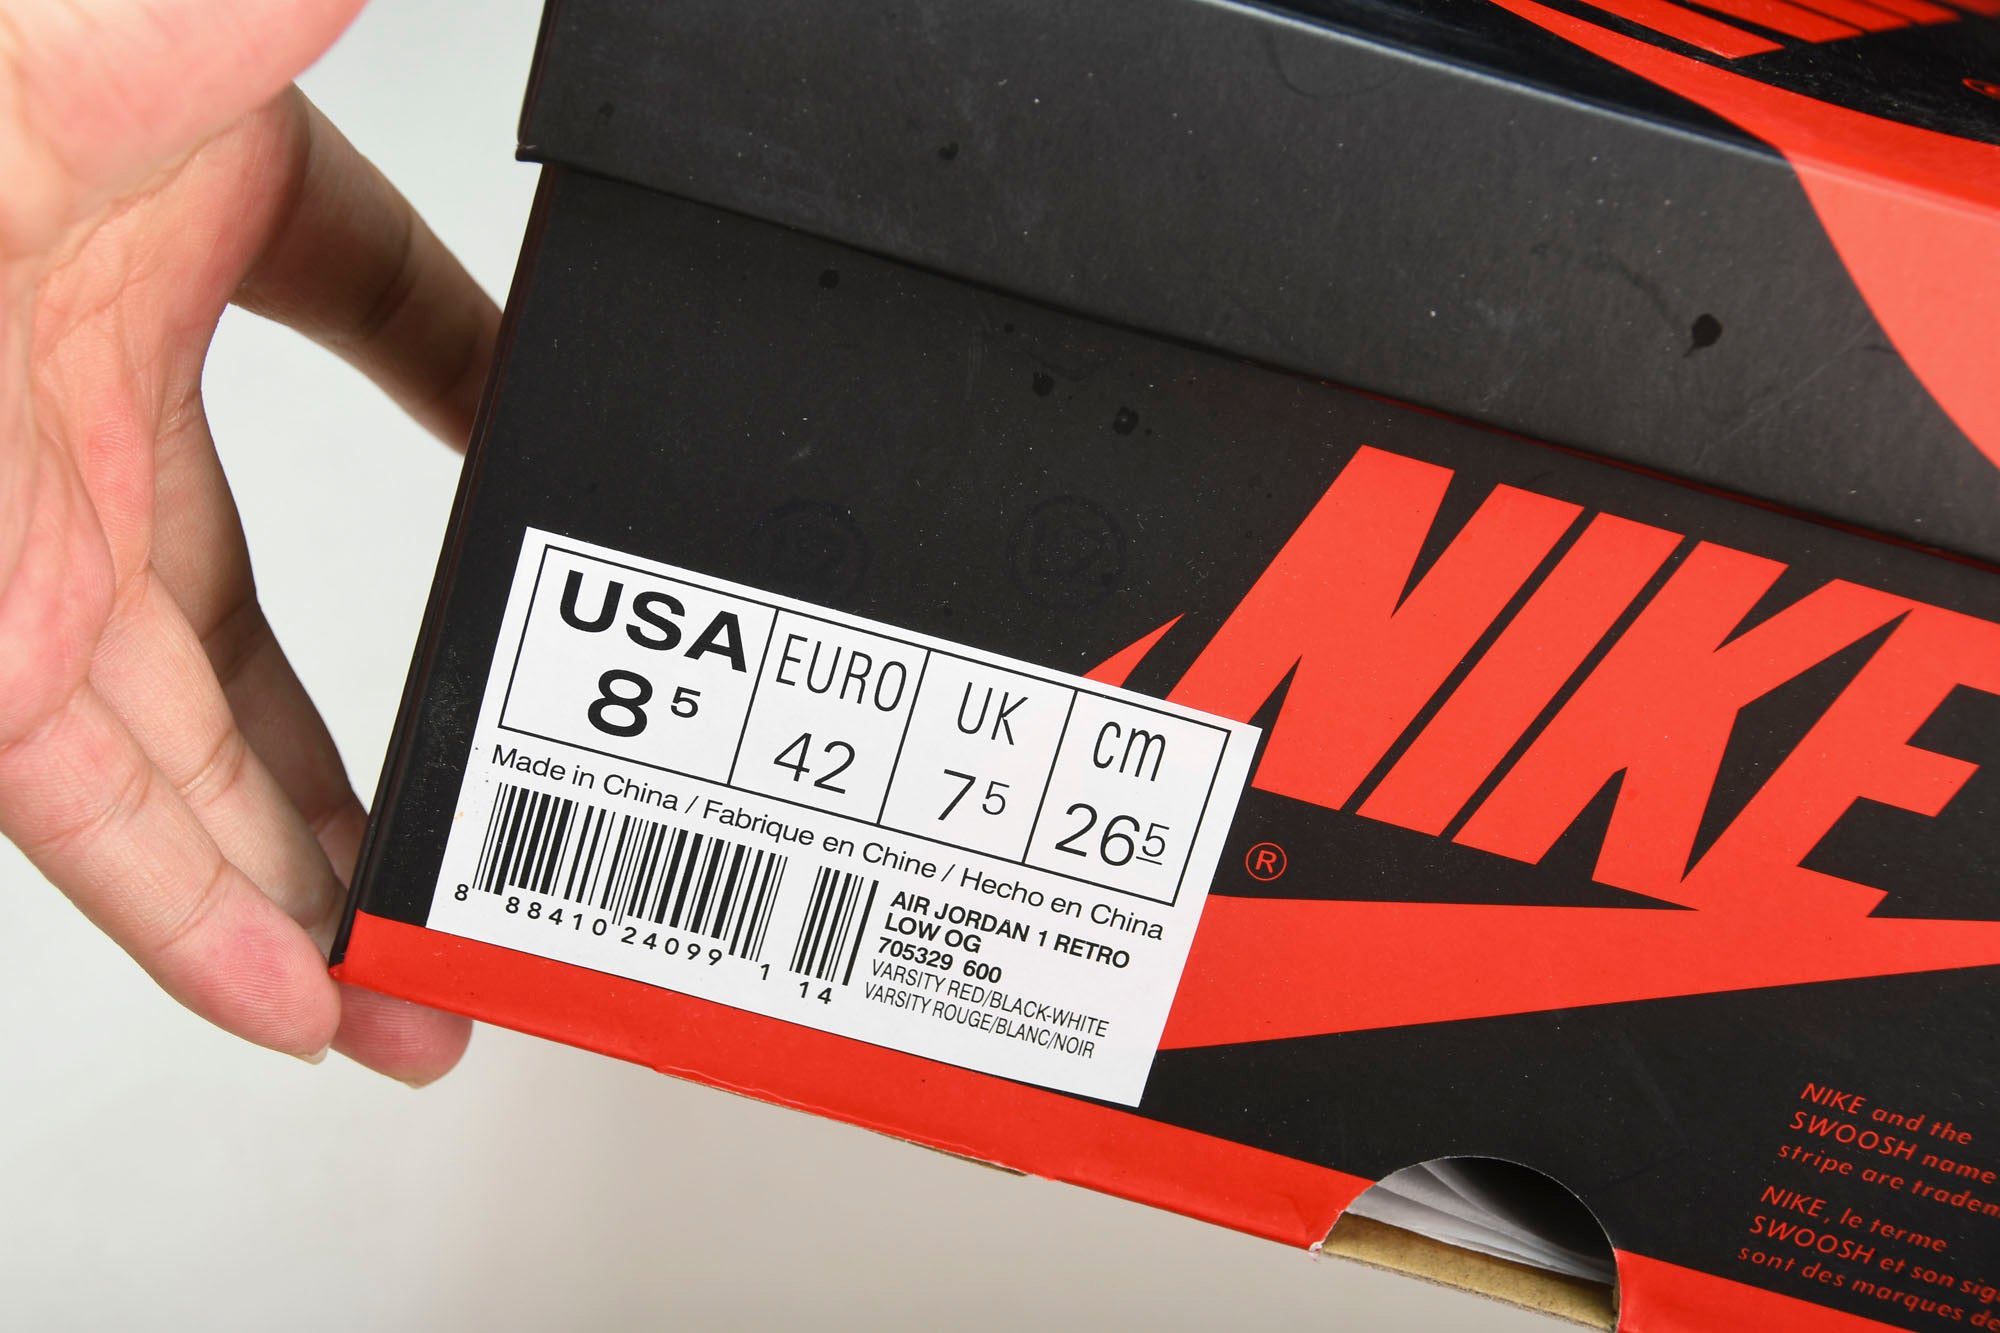 NIKE
®
USA EURO UK cm
8 5 42 7 5 26 5
Made in China / Fabrique en Chine / Hecho en China
8 88410 24099 1 14
AIR JORDAN 1 RETRO
LOW OG
705329 600
VARSITY RED/BLACK-WHITE
VARSITY ROUGE/BLANC/NOIR
NIKE and the
SWOOSH name
stripe are
NIKE, le terme
SWOOSH et son
sont des marques